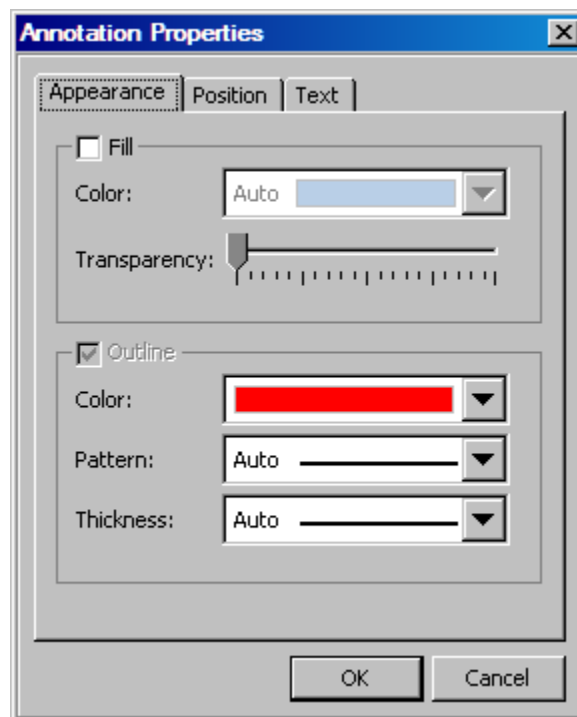 Annotation Properties
Appearance Position Text
Fill
Color: Auto
Transparency:
Outline
Color:
Pattern: Auto
Thickness: Auto
OK Cancel